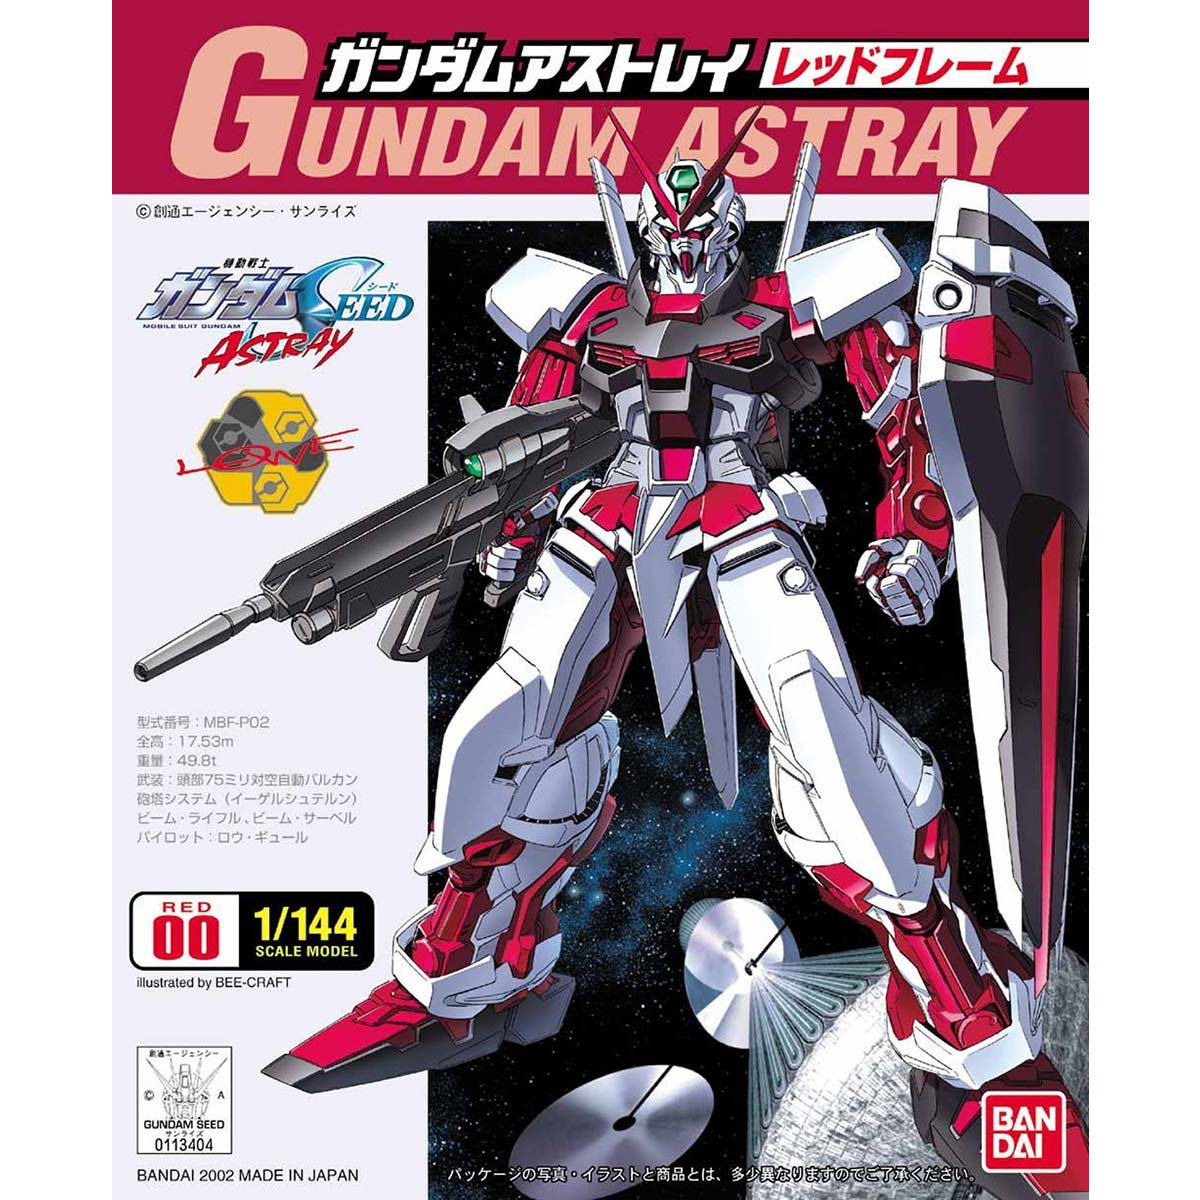 ガンダムアストレイ レッドフレーム
GUNDAM ASTRAY
©創通エージェンシー・サンライズ
機動戦士
ガンダムSEED
シード
MOBILE SUIT GUNDAM
ASTRAY
LOWE
型式番号：MBF-P02
全高：17.53m
重量：49.8t
武装：頭部75ミリ対空自動バルカン
砲塔システム（イーゲルシュテルン）
ビーム・ライフル、ビーム・サーベル
パイロット：ロウ・ギュール
RED
00
1/144
SCALE MODEL
illustrated by BEE-CRAFT
創通エージェンシー
© A
GUNDAM SEED
サンライズ
0113404
BANDAI 2002 MADE IN JAPAN
パッケージの写真・イラストと商品とは、多少異なりますのでご了承ください。
BAN
DAI